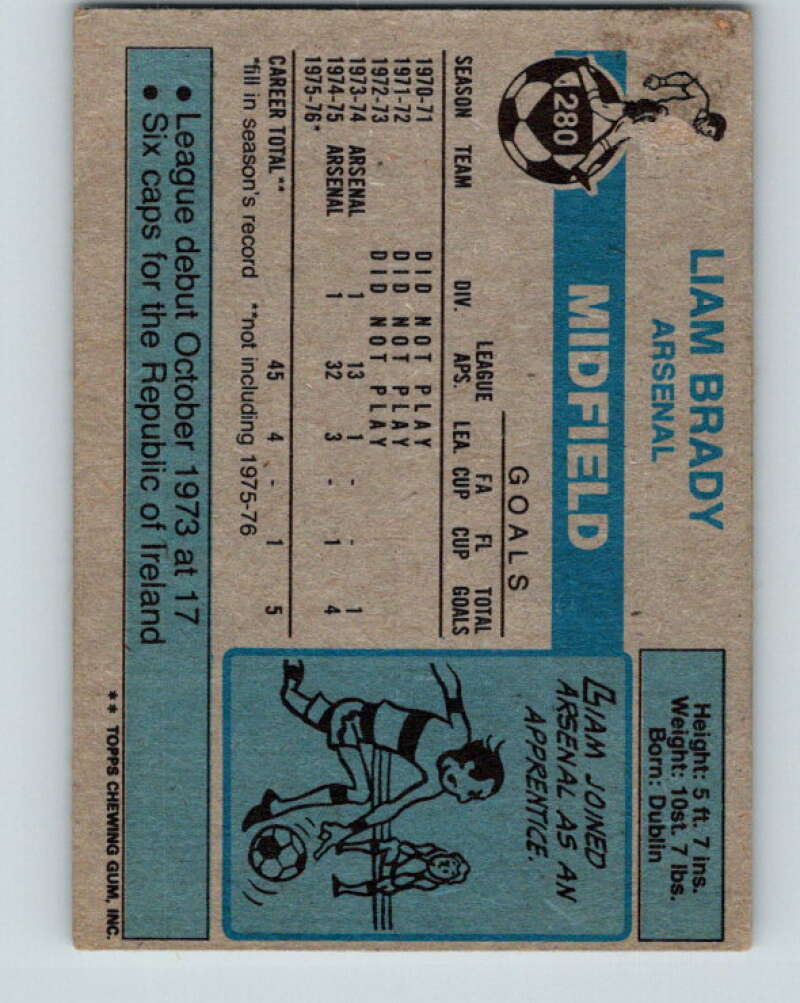 280
LIAM BRADY
ARSENAL
Height: 5 ft. 7 ins.
Weight: 10st. 7 lbs.
Born: Dublin
MIDFIELD
GOALS
LEAGUE FA FL TOTAL
SEASON TEAM DIV. APS. LEA. CUP CUP GOALS
1970-71 DID NOT PLAY
1971-72 DID NOT PLAY
1972-73 DID NOT PLAY
1973-74 ARSENAL 1 13 1 - - 1
1974-75 ARSENAL 1 32 3 - 1 4
1975-76*
CAREER TOTAL** 45 4 - 1 5
*fill in season's record **not including 1975-76
LIAM JOINED
ARSENAL AS AN
APPRENTICE.
• League debut October 1973 at 17
• Six caps for the Republic of Ireland
** TOPPS CHEWING GUM, INC.